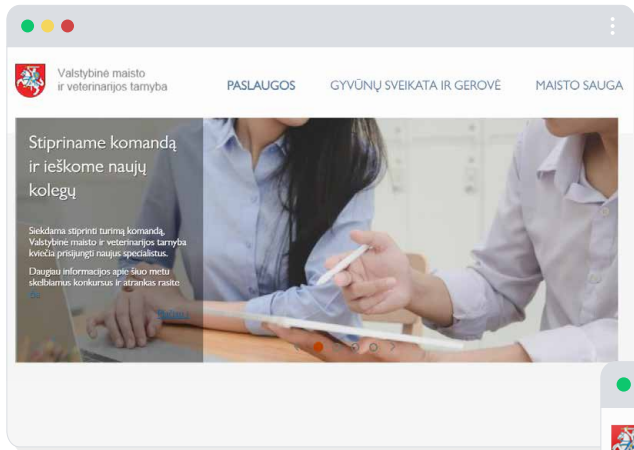 Valstybinė maisto
ir veterinarijos tarnyba
PASLAUGOS
GYVŪNŲ SVEIKATA IR GEROVĖ
MAISTO SAUGA
Stipriname komandą
ir ieškome naujų
kolegų
Siekdama stiprinti turimą komandą,
Valstybinė maisto ir veterinarijos tarnyba
kviečia prisijungti naujus specialistus.
Daugiau informacijos apie šiuo metu
skelbiamus konkursus ir atrankas rasite